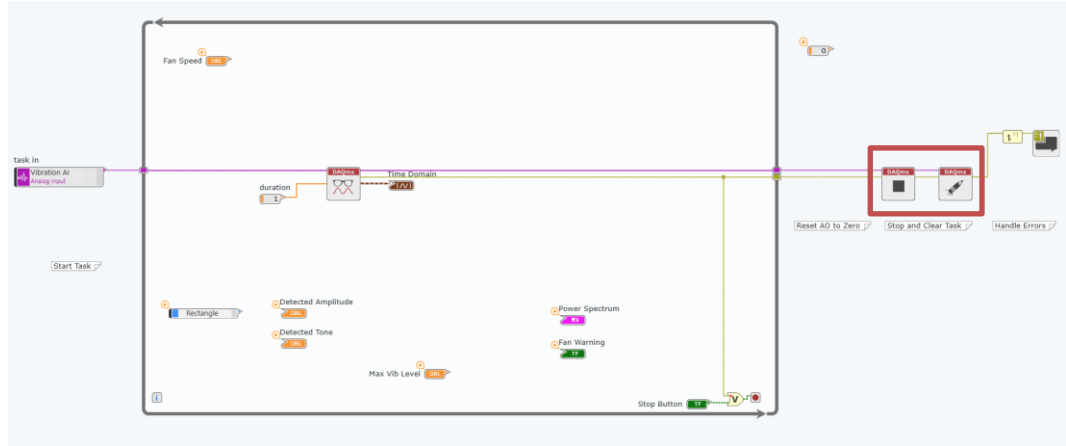 Fan Speed
DBL
0
task in
Vibration AI
Analog Input
DAQmx
Time Domain
duration
1
DAQmx
DAQmx
Reset AO to Zero
Stop and Clear Task
Handle Errors
Start Task
Rectangle
Detected Amplitude
DBL
Detected Tone
DBL
Power Spectrum
Fan Warning
TF
Max Vib Level
DBL
i
Stop Button
TF
V